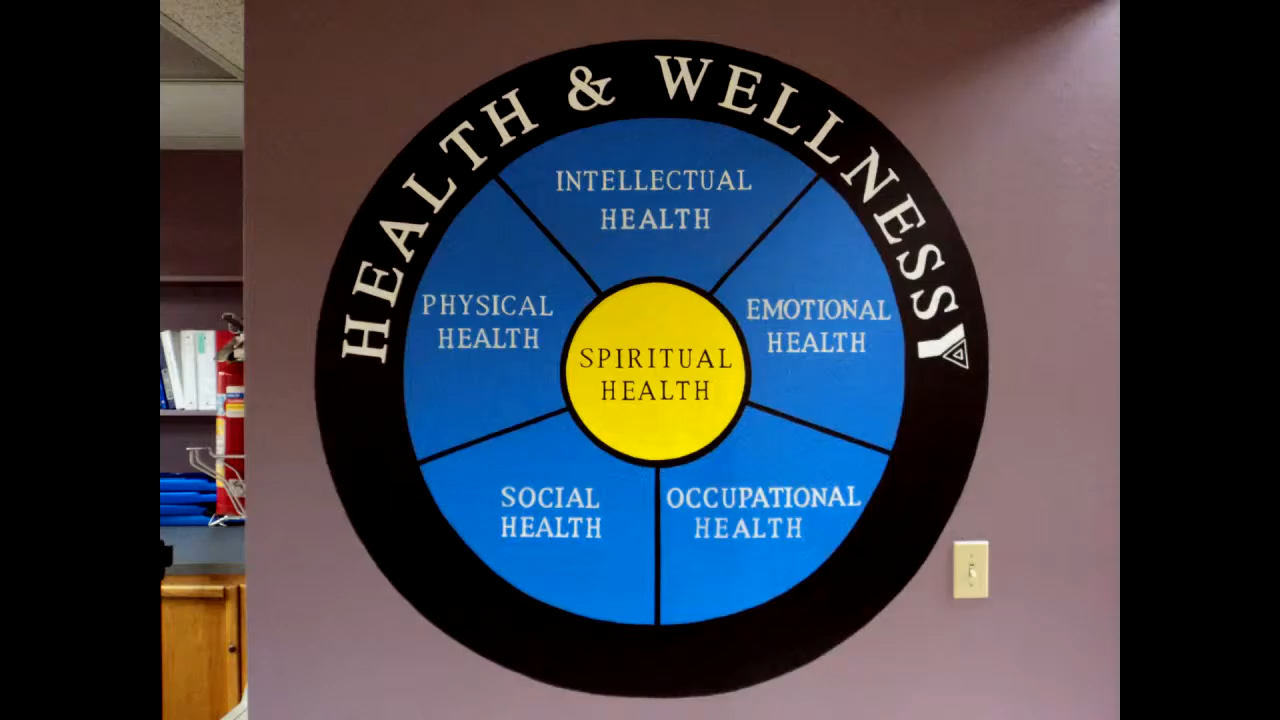 HEALTH & WELLNESS
INTELLECTUAL
HEALTH
PHYSICAL
HEALTH
EMOTIONAL
HEALTH
SPIRITUAL
HEALTH
SOCIAL
HEALTH
OCCUPATIONAL
HEALTH